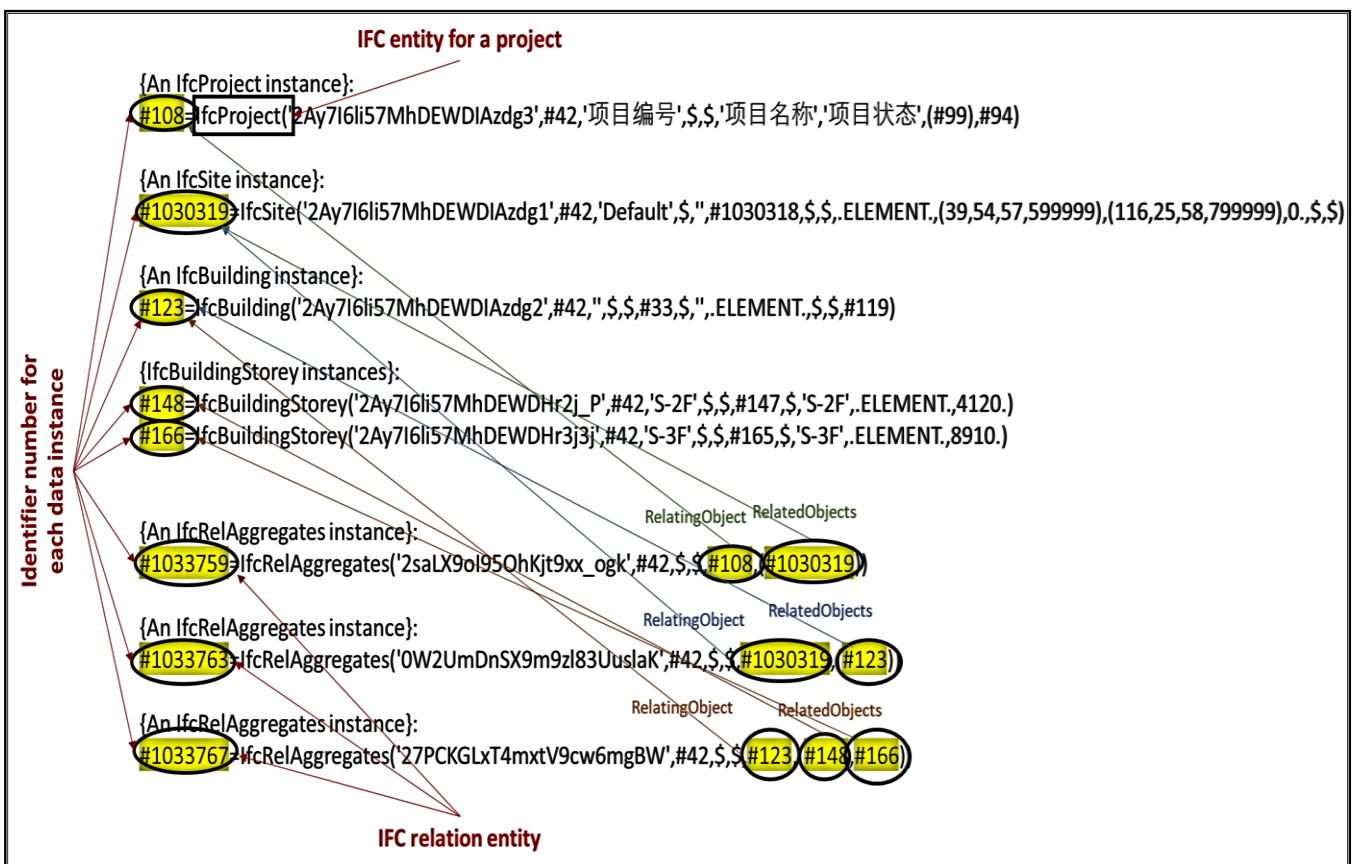 IFC entity for a project
{An IfcProject instance}:
#108=IfcProject('2Ay7I6li57MhDEWDIAzdg3',#42,'项目编号',$,$,'项目名称','项目状态',(#99),#94)
{An IfcSite instance}:
#1030319=IfcSite('2Ay7I6li57MhDEWDIAzdg1',#42,'Default',$,'',#1030318,$,$,.ELEMENT.,(39,54,57,599999),(116,25,58,799999),0.,$,$)
{An IfcBuilding instance}:
#123=IfcBuilding('2Ay7I6li57MhDEWDIAzdg2',#42,'',$,$,#33,$,'',.ELEMENT.,$,$,#119)
{IfcBuildingStorey instances}:
#148=IfcBuildingStorey('2Ay7I6li57MhDEWDHr2j_P',#42,'S-2F',$,$,#147,$,'S-2F',.ELEMENT.,4120.)
#166=IfcBuildingStorey('2Ay7I6li57MhDEWDHr3j3j',#42,'S-3F',$,$,#165,$,'S-3F',.ELEMENT.,8910.)
Identifier number for
each data instance
RelatingObject RelatedObjects
{An IfcRelAggregates instance}:
#1033759=IfcRelAggregates('2saLX9oI95OhKjt9xx_ogk',#42,$,$,#108,(#1030319))
RelatingObject RelatedObjects
{An IfcRelAggregates instance}:
#1033763=IfcRelAggregates('0W2UmDnSX9m9zl83UuslaK',#42,$,$,#1030319,(#123))
RelatingObject RelatedObjects
{An IfcRelAggregates instance}:
#1033767=IfcRelAggregates('27PCKGLxT4mxtV9cw6mgBW',#42,$,$,#123,(#148,#166))
IFC relation entity